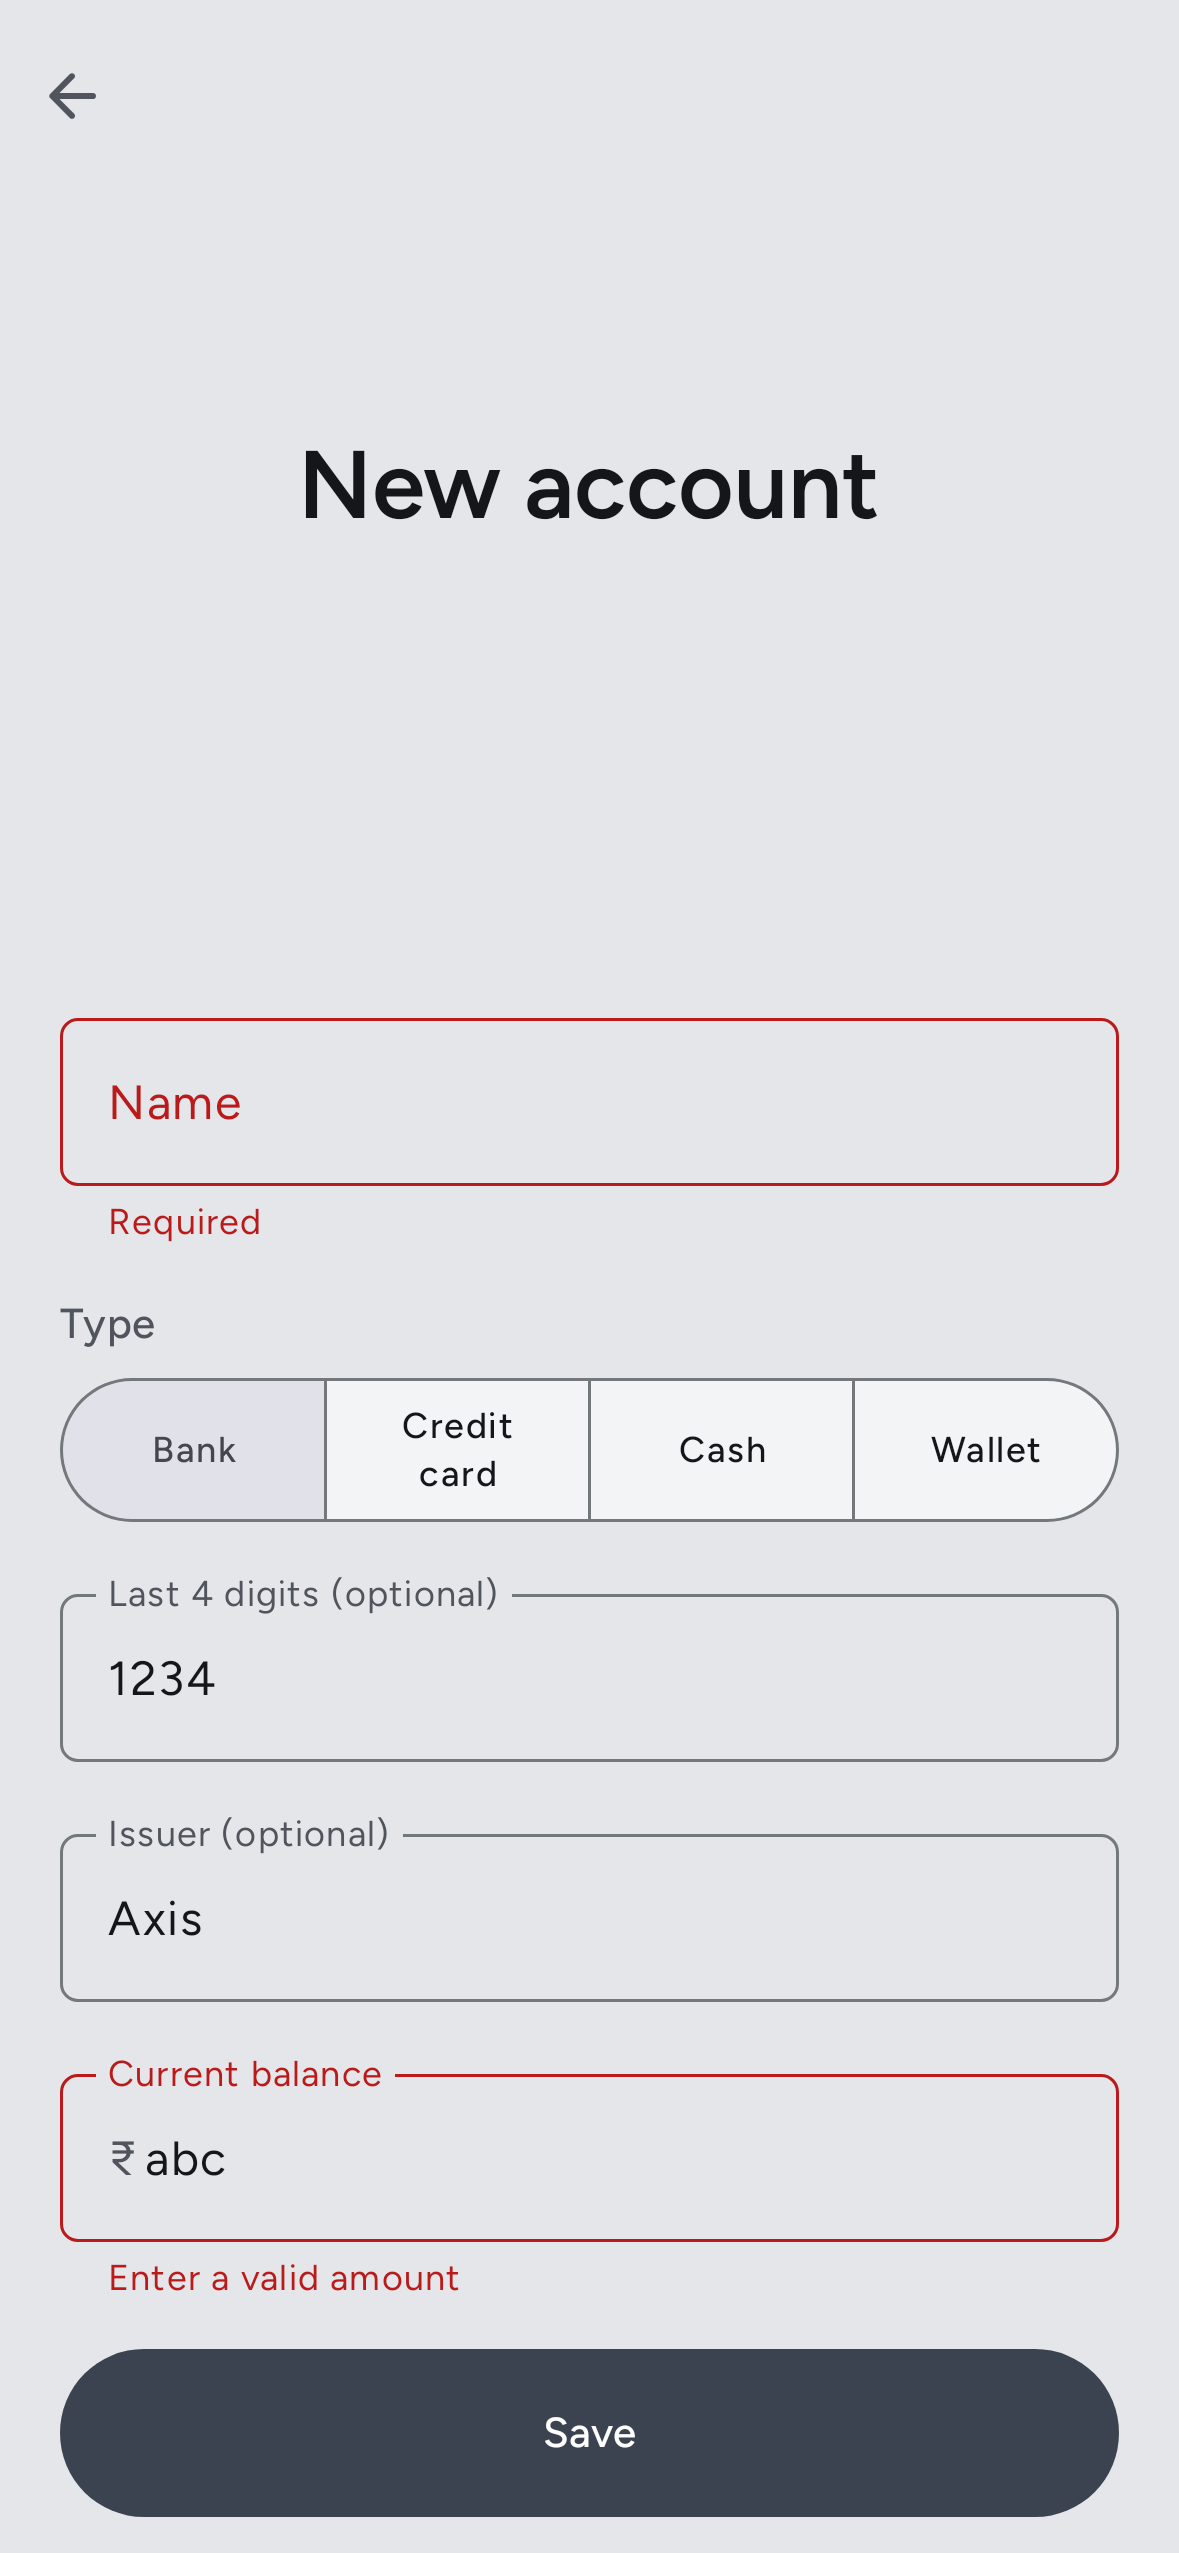 New account
Name
Required
Type
Bank
Credit
card
Cash
Wallet
Last 4 digits (optional)
1234
Issuer (optional)
Axis
Current balance
₹ abc
Enter a valid amount
Save